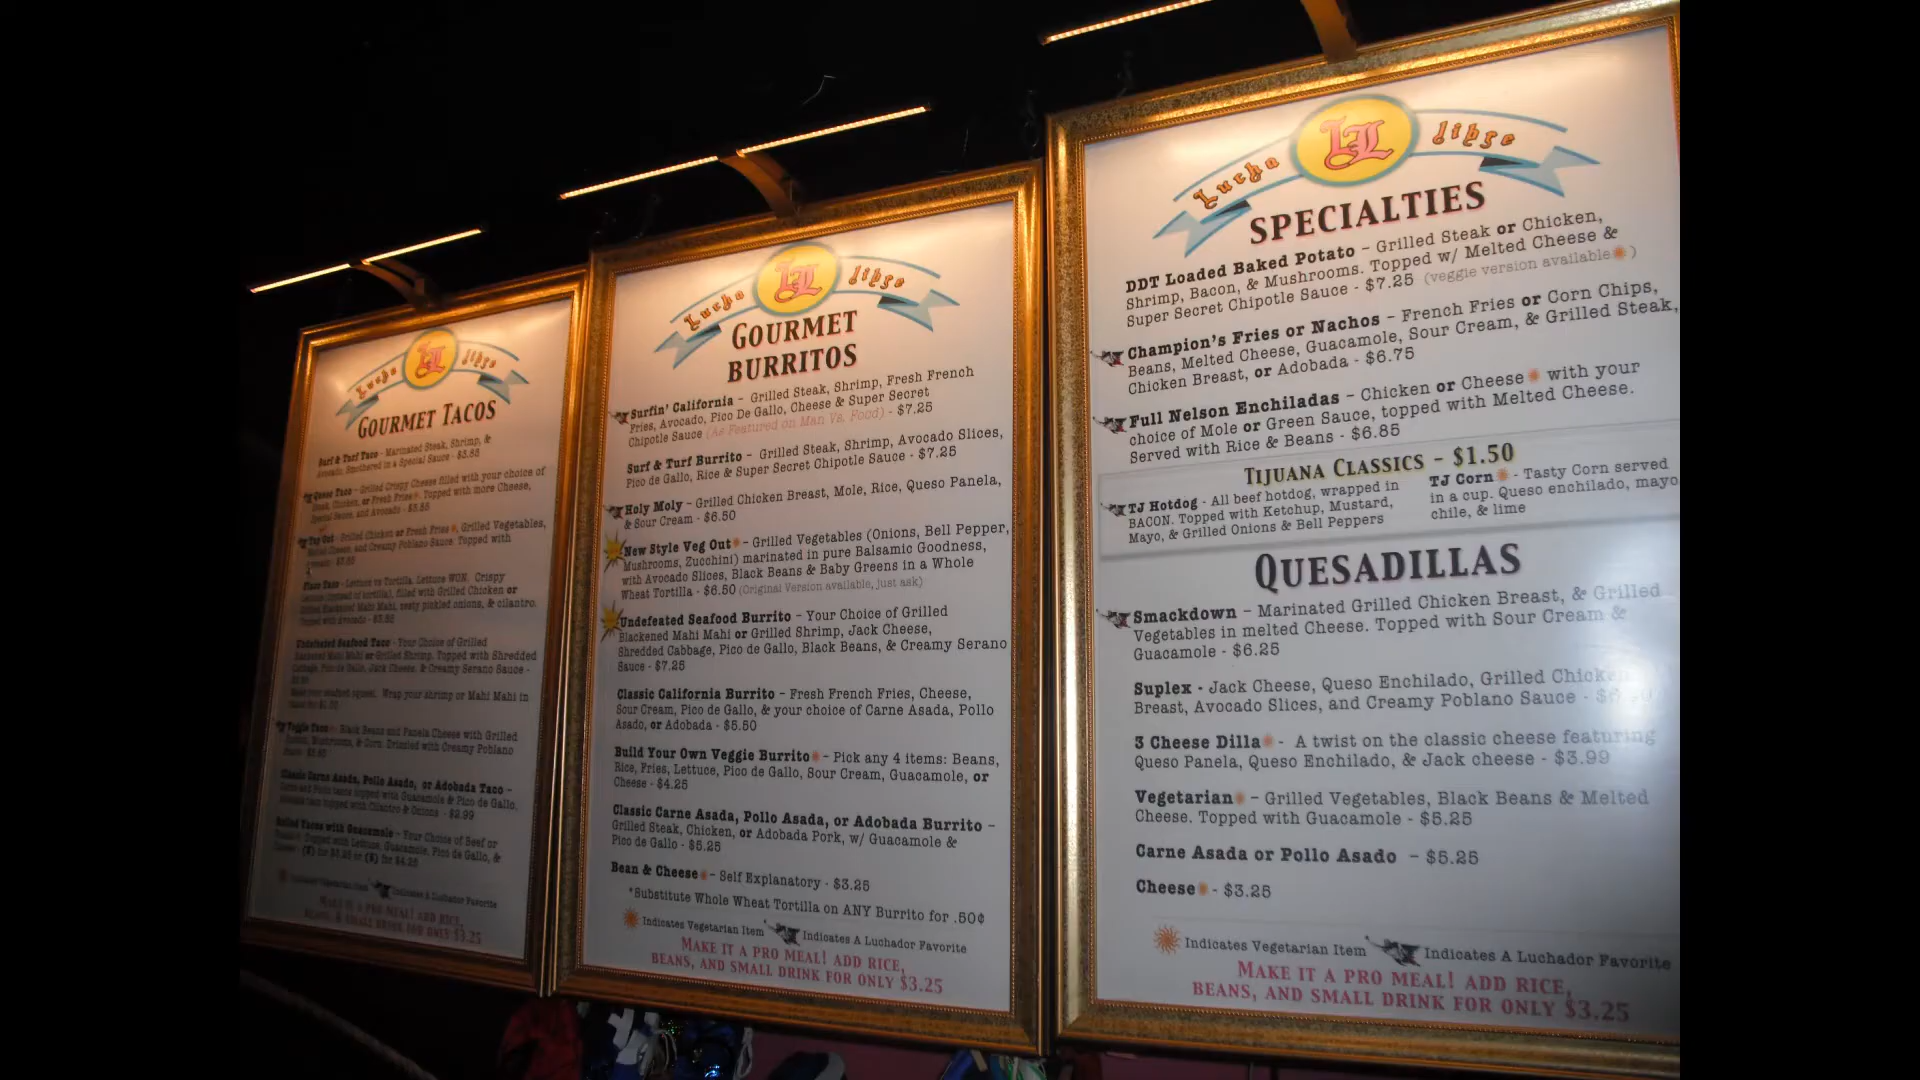 Lucha LL libre
GOURMET TACOS
Surf & Turf Taco - Marinated Steak, Shrimp, &
Avocado, Smothered in a Special Sauce - $3.85
Queso Taco - Grilled Crispy Cheese filled with your choice of
Steak, Chicken, or Fresh Fries. Topped with more Cheese,
Special Sauce, and Avocado -
Grilled Chicken or Fresh Fries, Grilled Vegetables,
Melted Cheese, and Creamy Poblano Sauce. Topped with
Lettuce vs Tortilla. Lettuce WON. Crispy
Lettuce (instead of tortilla), filled with Grilled Chicken or
Grilled Blackened Mahi Mahi, zesty pickled onions, & cilantro.
Topped with Avocado -
Undefeated Seafood Taco - Your Choice of Grilled
Blackened Mahi Mahi or Grilled Shrimp. Topped with Shredded
Cabbage, Pico de Gallo, Jack Cheese, & Creamy Serano Sauce -
Wrap your shrimp or Mahi Mahi in
Veggie Taco - Black Beans and Panela Cheese with Grilled
Mushrooms, & Corn. Drizzled with Creamy Poblano
Classic Carne Asada, Pollo Asado, or Adobada Taco -
Carne and Pollo tacos topped with Guacamole & Pico de Gallo.
Adobada taco topped with Cilantro & Onions - $2.99
Rolled Tacos with Guacamole - Your Choice of Beef or
Topped with Lettuce, Guacamole, Pico de Gallo, &
Cheese - (3) for $3.25 or (5) for $4.25
Indicates Vegetarian Item Indicates A Luchador Favorite
MAKE IT A PRO MEAL! ADD RICE,
BEANS, & SMALL DRINK FOR ONLY $3.25
Lucha LL libre
GOURMET
BURRITOS
Surfin' California - Grilled Steak, Shrimp, Fresh French
Fries, Avocado, Pico De Gallo, Cheese & Super Secret
Chipotle Sauce (As Featured on Man Vs. Food) - $7.25
Surf & Turf Burrito - Grilled Steak, Shrimp, Avocado Slices,
Pico de Gallo, Rice & Super Secret Chipotle Sauce - $7.25
Holy Moly - Grilled Chicken Breast, Mole, Rice, Queso Panela,
& Sour Cream - $6.50
New Style Veg Out - Grilled Vegetables (Onions, Bell Pepper,
Mushrooms, Zucchini) marinated in pure Balsamic Goodness,
with Avocado Slices, Black Beans & Baby Greens in a Whole
Wheat Tortilla - $6.50 (Original Version available, just ask)
Undefeated Seafood Burrito - Your Choice of Grilled
Blackened Mahi Mahi or Grilled Shrimp, Jack Cheese,
Shredded Cabbage, Pico de Gallo, Black Beans, & Creamy Serano
Sauce - $7.25
Classic California Burrito - Fresh French Fries, Cheese,
Sour Cream, Pico de Gallo, & your choice of Carne Asada, Pollo
Asado, or Adobada - $5.50
Build Your Own Veggie Burrito - Pick any 4 items: Beans,
Rice, Fries, Lettuce, Pico de Gallo, Sour Cream, Guacamole, or
Cheese - $4.25
Classic Carne Asada, Pollo Asada, or Adobada Burrito -
Grilled Steak, Chicken, or Adobada Pork, w/ Guacamole &
Pico de Gallo - $5.25
Bean & Cheese - Self Explanatory - $3.25
*Substitute Whole Wheat Tortilla on ANY Burrito for .50¢
Indicates Vegetarian Item Indicates A Luchador Favorite
MAKE IT A PRO MEAL! ADD RICE,
BEANS, AND SMALL DRINK FOR ONLY $3.25
Lucha LL libre
SPECIALTIES
DDT Loaded Baked Potato - Grilled Steak or Chicken,
Shrimp, Bacon, & Mushrooms. Topped w/ Melted Cheese &
Super Secret Chipotle Sauce - $7.25 (veggie version available)
Champion's Fries or Nachos - French Fries or Corn Chips,
Beans, Melted Cheese, Guacamole, Sour Cream, & Grilled Steak,
Chicken Breast, or Adobada - $6.75
Full Nelson Enchiladas - Chicken or Cheese with your
choice of Mole or Green Sauce, topped with Melted Cheese.
Served with Rice & Beans - $6.85
TIJUANA CLASSICS - $1.50
TJ Hotdog - All beef hotdog, wrapped in
BACON. Topped with Ketchup, Mustard,
Mayo, & Grilled Onions & Bell Peppers
TJ Corn - Tasty Corn served
in a cup. Queso enchilado, mayo
chile, & lime
QUESADILLAS
Smackdown - Marinated Grilled Chicken Breast, & Grilled
Vegetables in melted Cheese. Topped with Sour Cream &
Guacamole - $6.25
Suplex - Jack Cheese, Queso Enchilado, Grilled Chicken
Breast, Avocado Slices, and Creamy Poblano Sauce -
3 Cheese Dilla - A twist on the classic cheese featuring
Queso Panela, Queso Enchilado, & Jack cheese - $3.99
Vegetarian - Grilled Vegetables, Black Beans & Melted
Cheese. Topped with Guacamole - $5.25
Carne Asada or Pollo Asado - $5.25
Cheese - $3.25
Indicates Vegetarian Item Indicates A Luchador Favorite
MAKE IT A PRO MEAL! ADD RICE,
BEANS, AND SMALL DRINK FOR ONLY $3.25